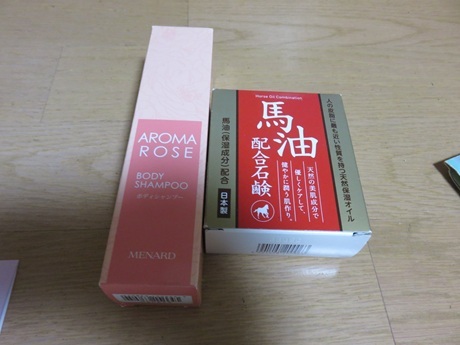 AROMA
ROSE
BODY
SHAMPOO
ボディシャンプー
MENARD
Horse Oil Combination
馬油
配合石鹸
人の皮脂に最も近い性質を持つ天然保湿オイル
天然の美肌成分で
優しくケアして、
健やかに潤う肌作り。
馬油(保湿成分)配合
日本製